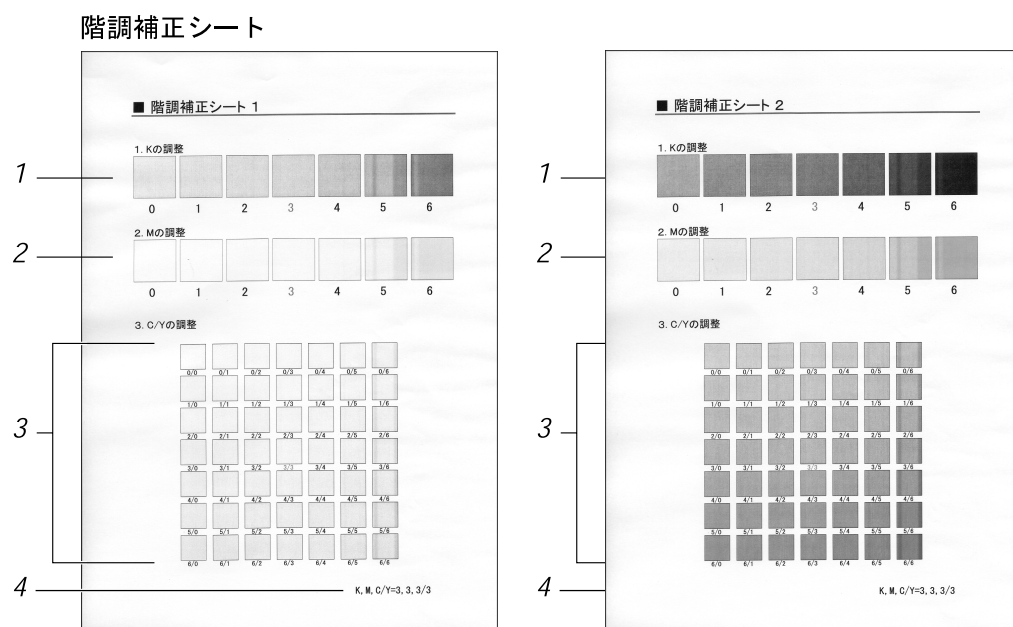 階調補正シート
■ 階調補正シート 1
1. Kの調整
1
0 1 2 3 4 5 6
2. Mの調整
2
0 1 2 3 4 5 6
3. C/Yの調整
0/0 0/1 0/2 0/3 0/4 0/5 0/6
1/0 1/1 1/2 1/3 1/4 1/5 1/6
2/0 2/1 2/2 2/3 2/4 2/5 2/6
3
3/0 3/1 3/2 3/3 3/4 3/5 3/6
4/0 4/1 4/2 4/3 4/4 4/5 4/6
5/0 5/1 5/2 5/3 5/4 5/5 5/6
6/0 6/1 6/2 6/3 6/4 6/5 6/6
4
K, M, C/Y=3, 3, 3/3
■ 階調補正シート 2
1. Kの調整
1
0 1 2 3 4 5 6
2. Mの調整
2
0 1 2 3 4 5 6
3. C/Yの調整
0/0 0/1 0/2 0/3 0/4 0/5 0/6
1/0 1/1 1/2 1/3 1/4 1/5 1/6
2/0 2/1 2/2 2/3 2/4 2/5 2/6
3
3/0 3/1 3/2 3/3 3/4 3/5 3/6
4/0 4/1 4/2 4/3 4/4 4/5 4/6
5/0 5/1 5/2 5/3 5/4 5/5 5/6
6/0 6/1 6/2 6/3 6/4 6/5 6/6
4
K, M, C/Y=3, 3, 3/3